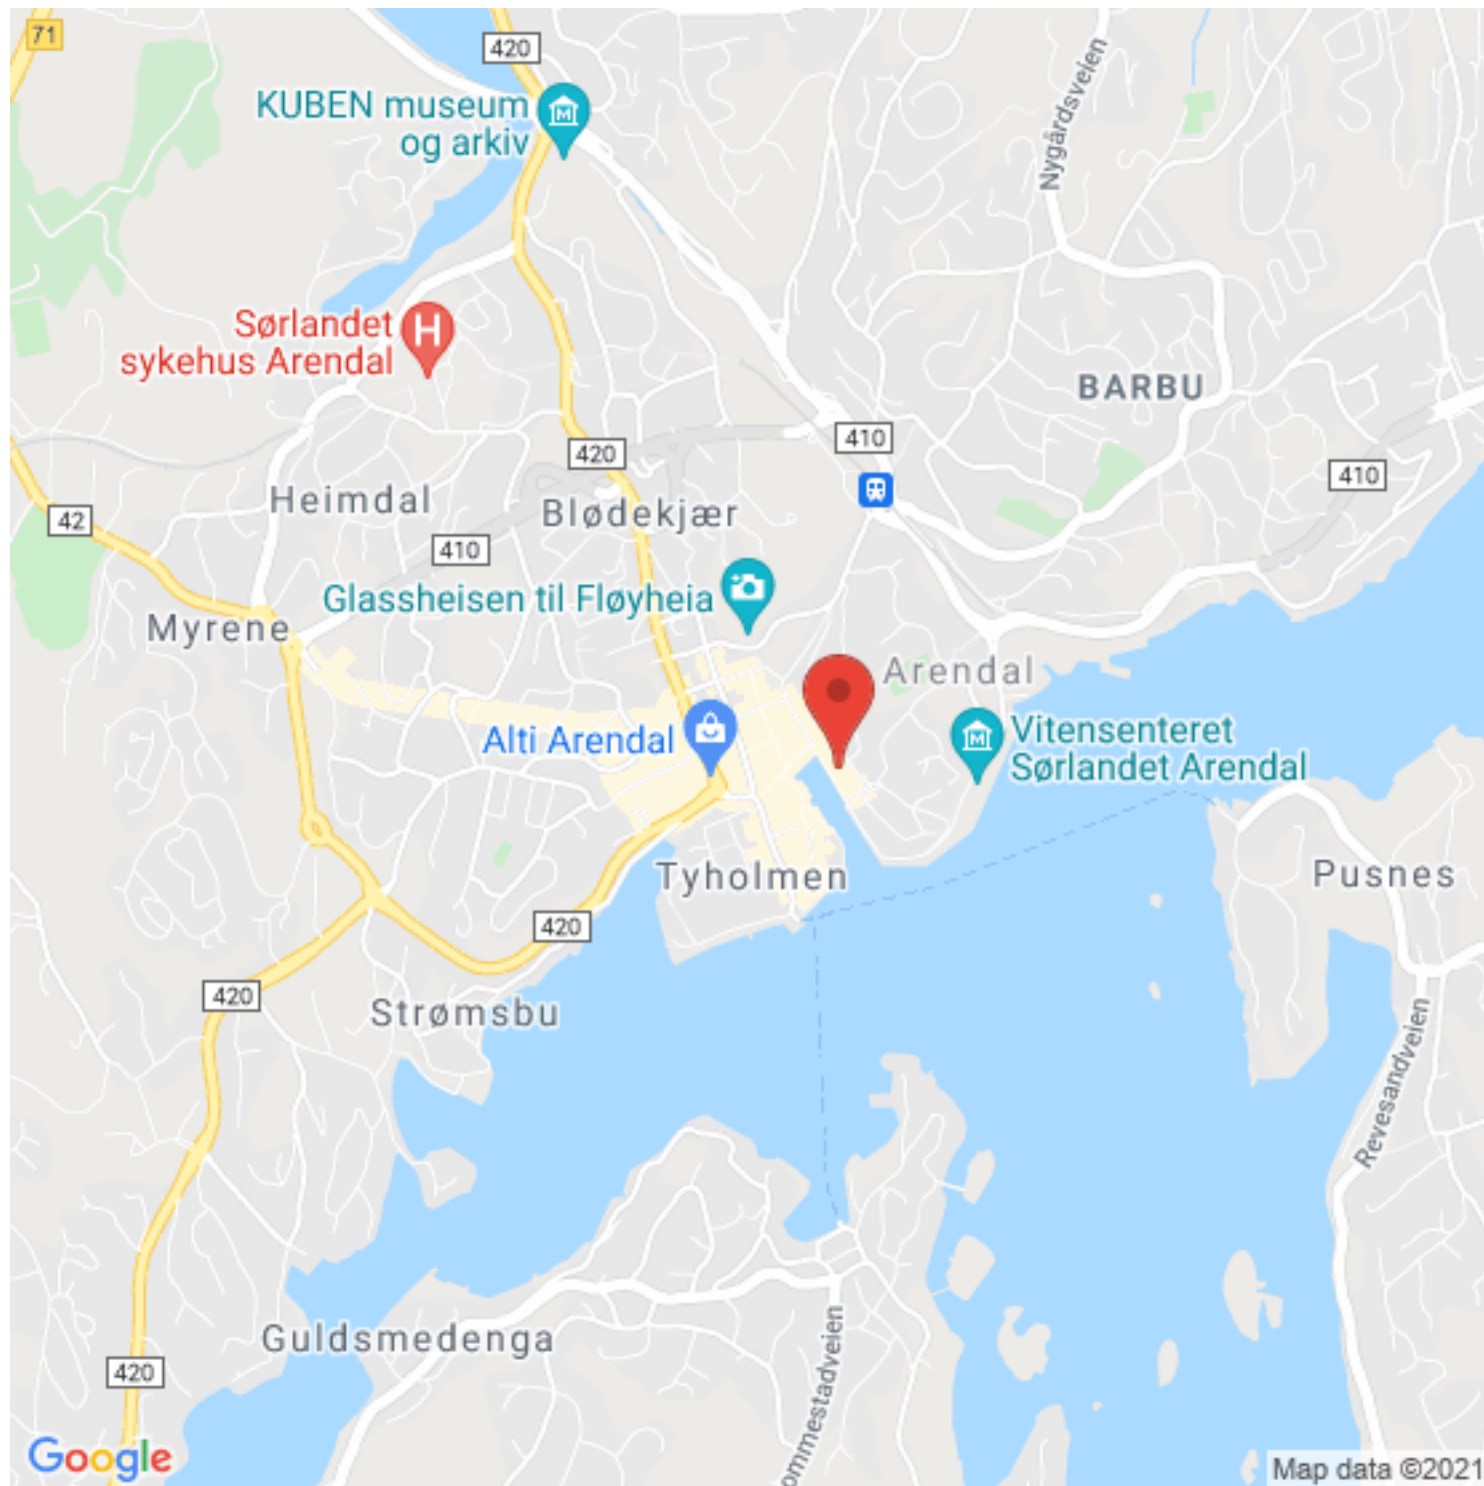 71
420
KUBEN museum
og arkiv
Nygårdsveien
Sørlandet
sykehus Arendal
H
BARBU
410
420
410
Heimdal
Blødekjær
42
410
Glassheisen til Fløyheia
Myrene
Arendal
Alti Arendal
Vitensenteret
Sørlandet Arendal
Tyholmen
Pusnes
420
420
Strømsbu
Revesandveien
Guldsmedenga
420
ommestadveien
Google
Map data ©2021